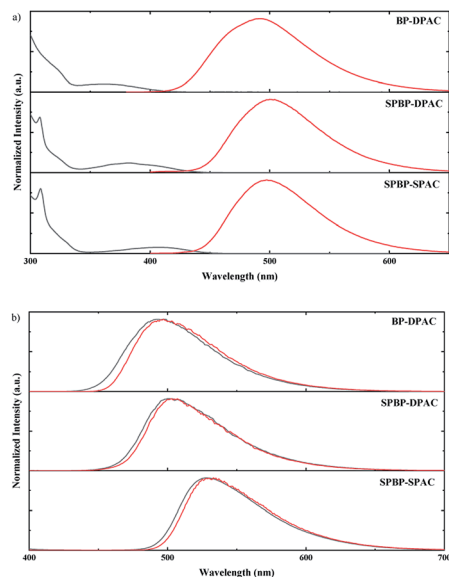 a)
BP-DPAC
SPBP-DPAC
SPBP-SPAC
Normalized Intensity (a.u.)
300 400 500 600
Wavelength (nm)
b)
BP-DPAC
SPBP-DPAC
SPBP-SPAC
Normalized Intensity (a.u.)
400 500 600 700
Wavelength (nm)